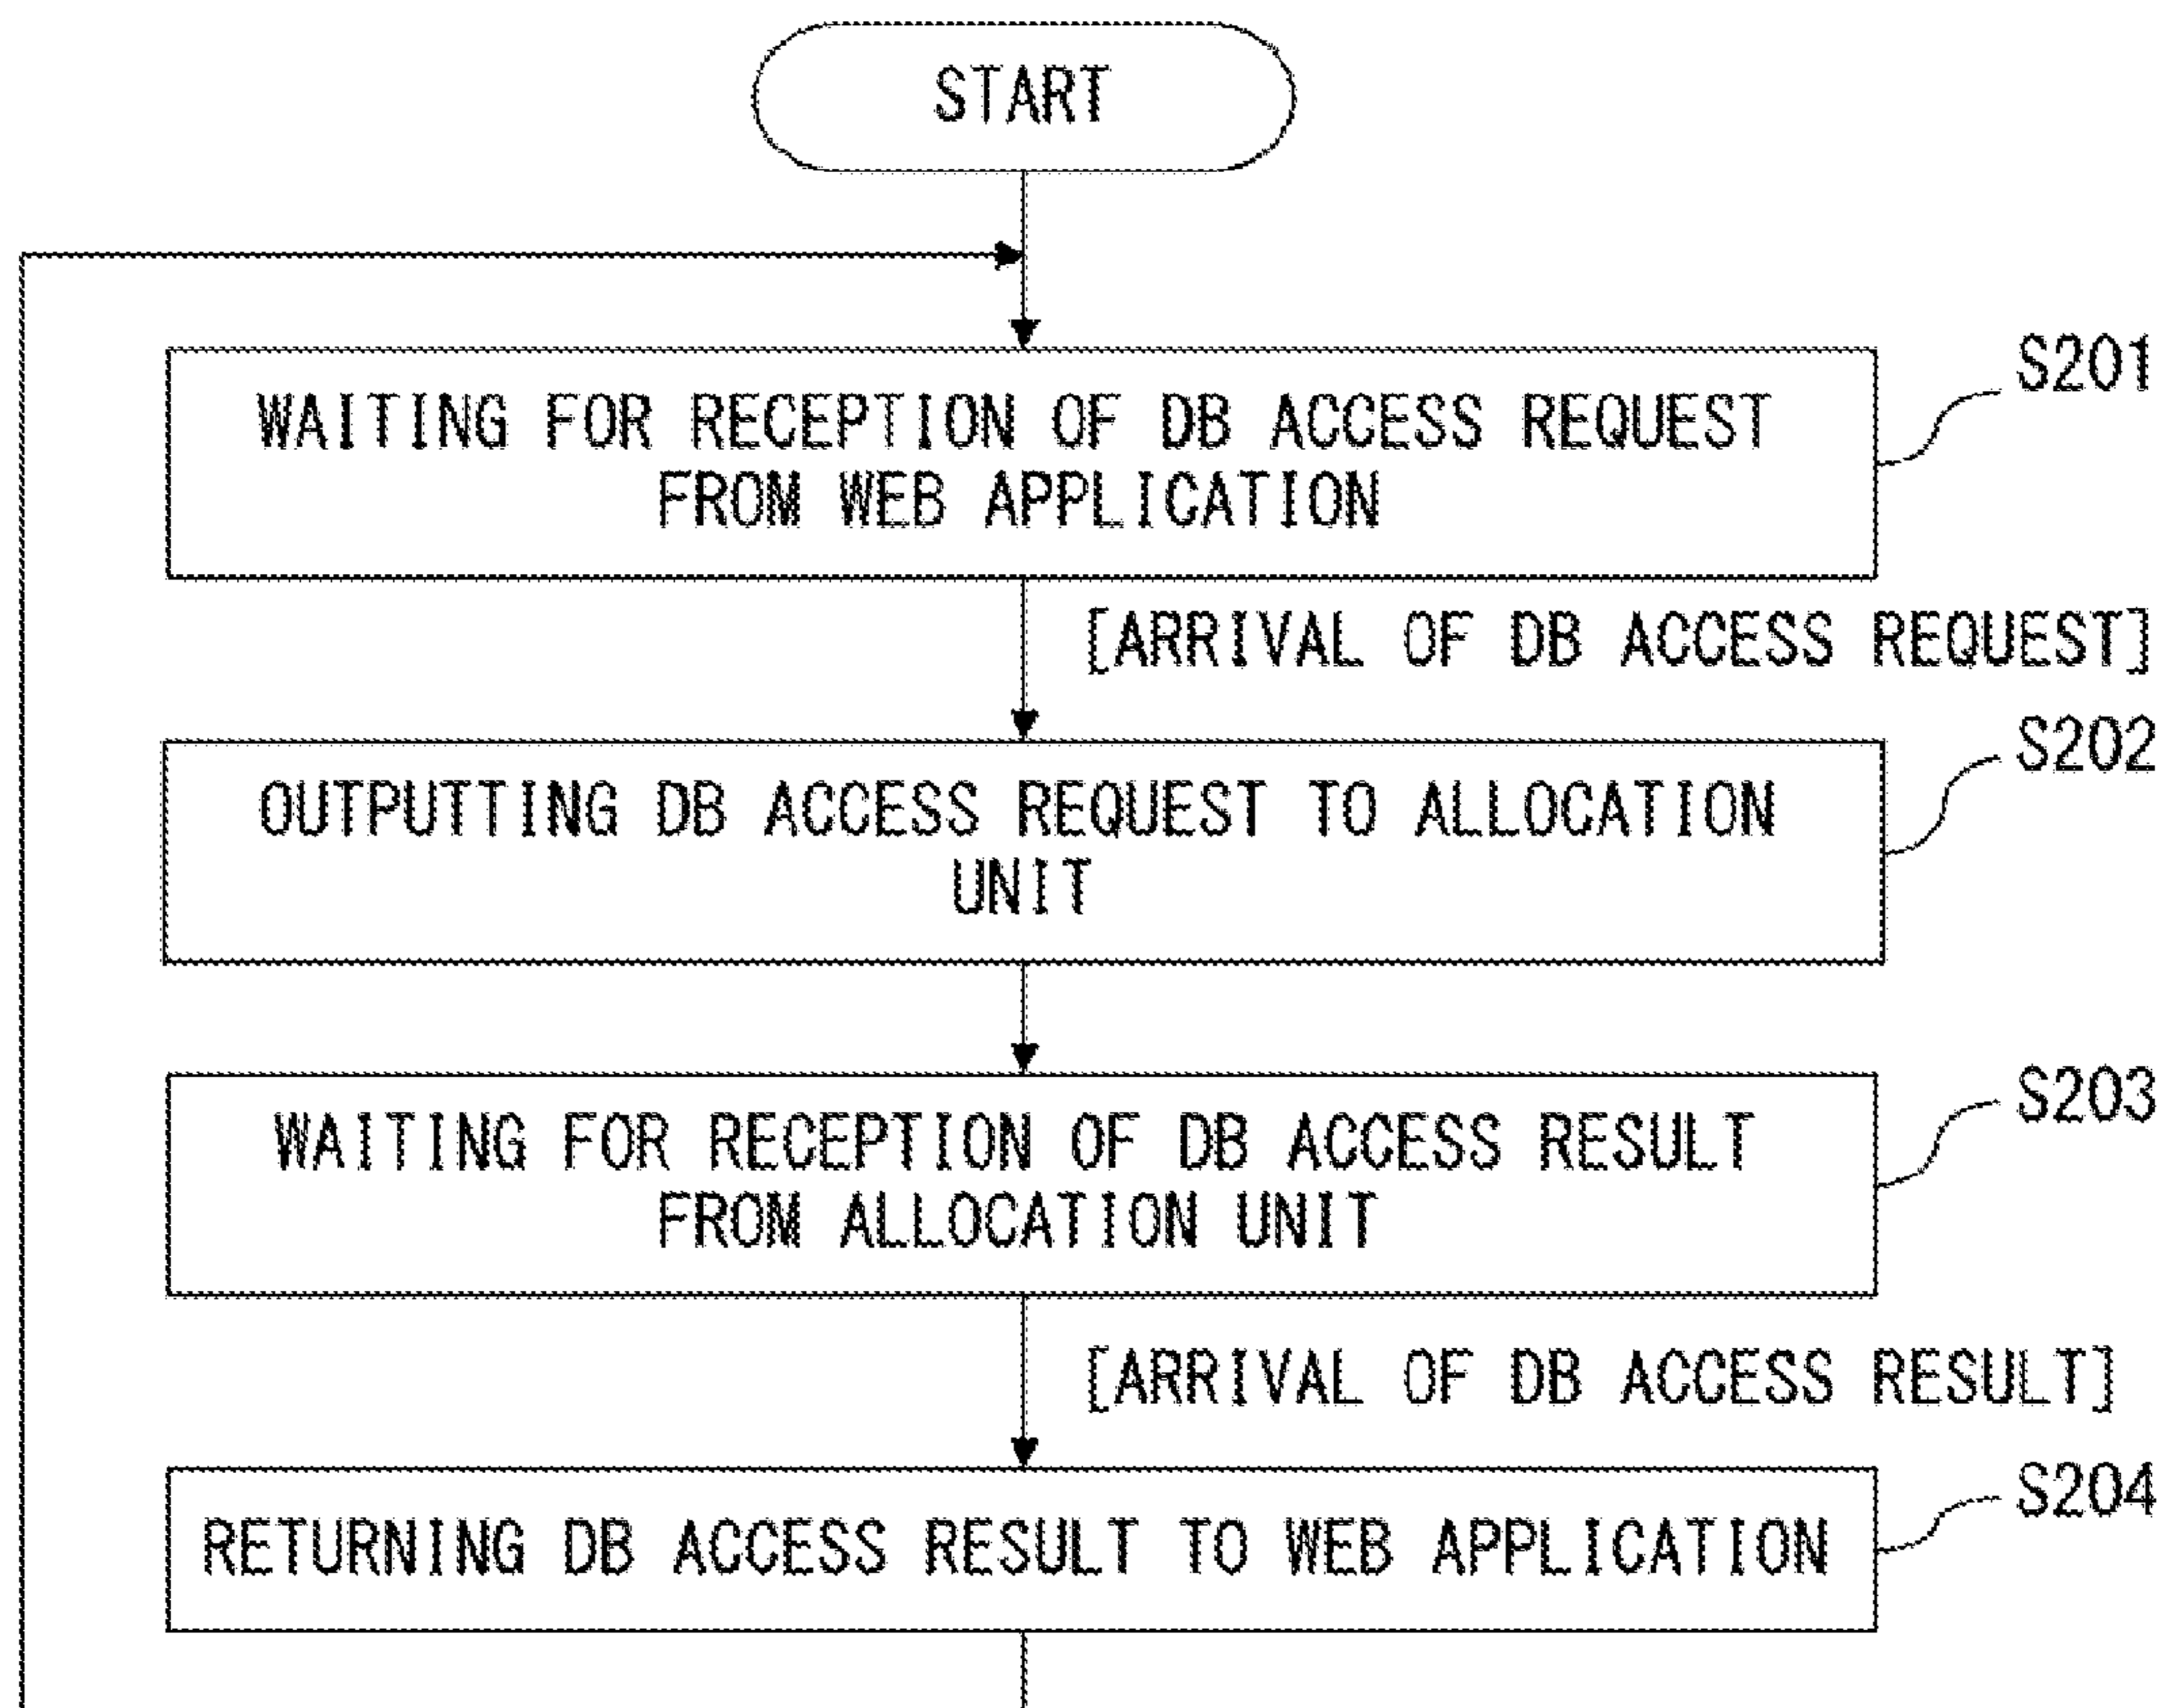 START
S201
WAITING FOR RECEPTION OF DB ACCESS REQUEST
FROM WEB APPLICATION
[ARRIVAL OF DB ACCESS REQUEST]
S202
OUTPUTTING DB ACCESS REQUEST TO ALLOCATION
UNIT
S203
WAITING FOR RECEPTION OF DB ACCESS RESULT
FROM ALLOCATION UNIT
[ARRIVAL OF DB ACCESS RESULT]
S204
RETURNING DB ACCESS RESULT TO WEB APPLICATION